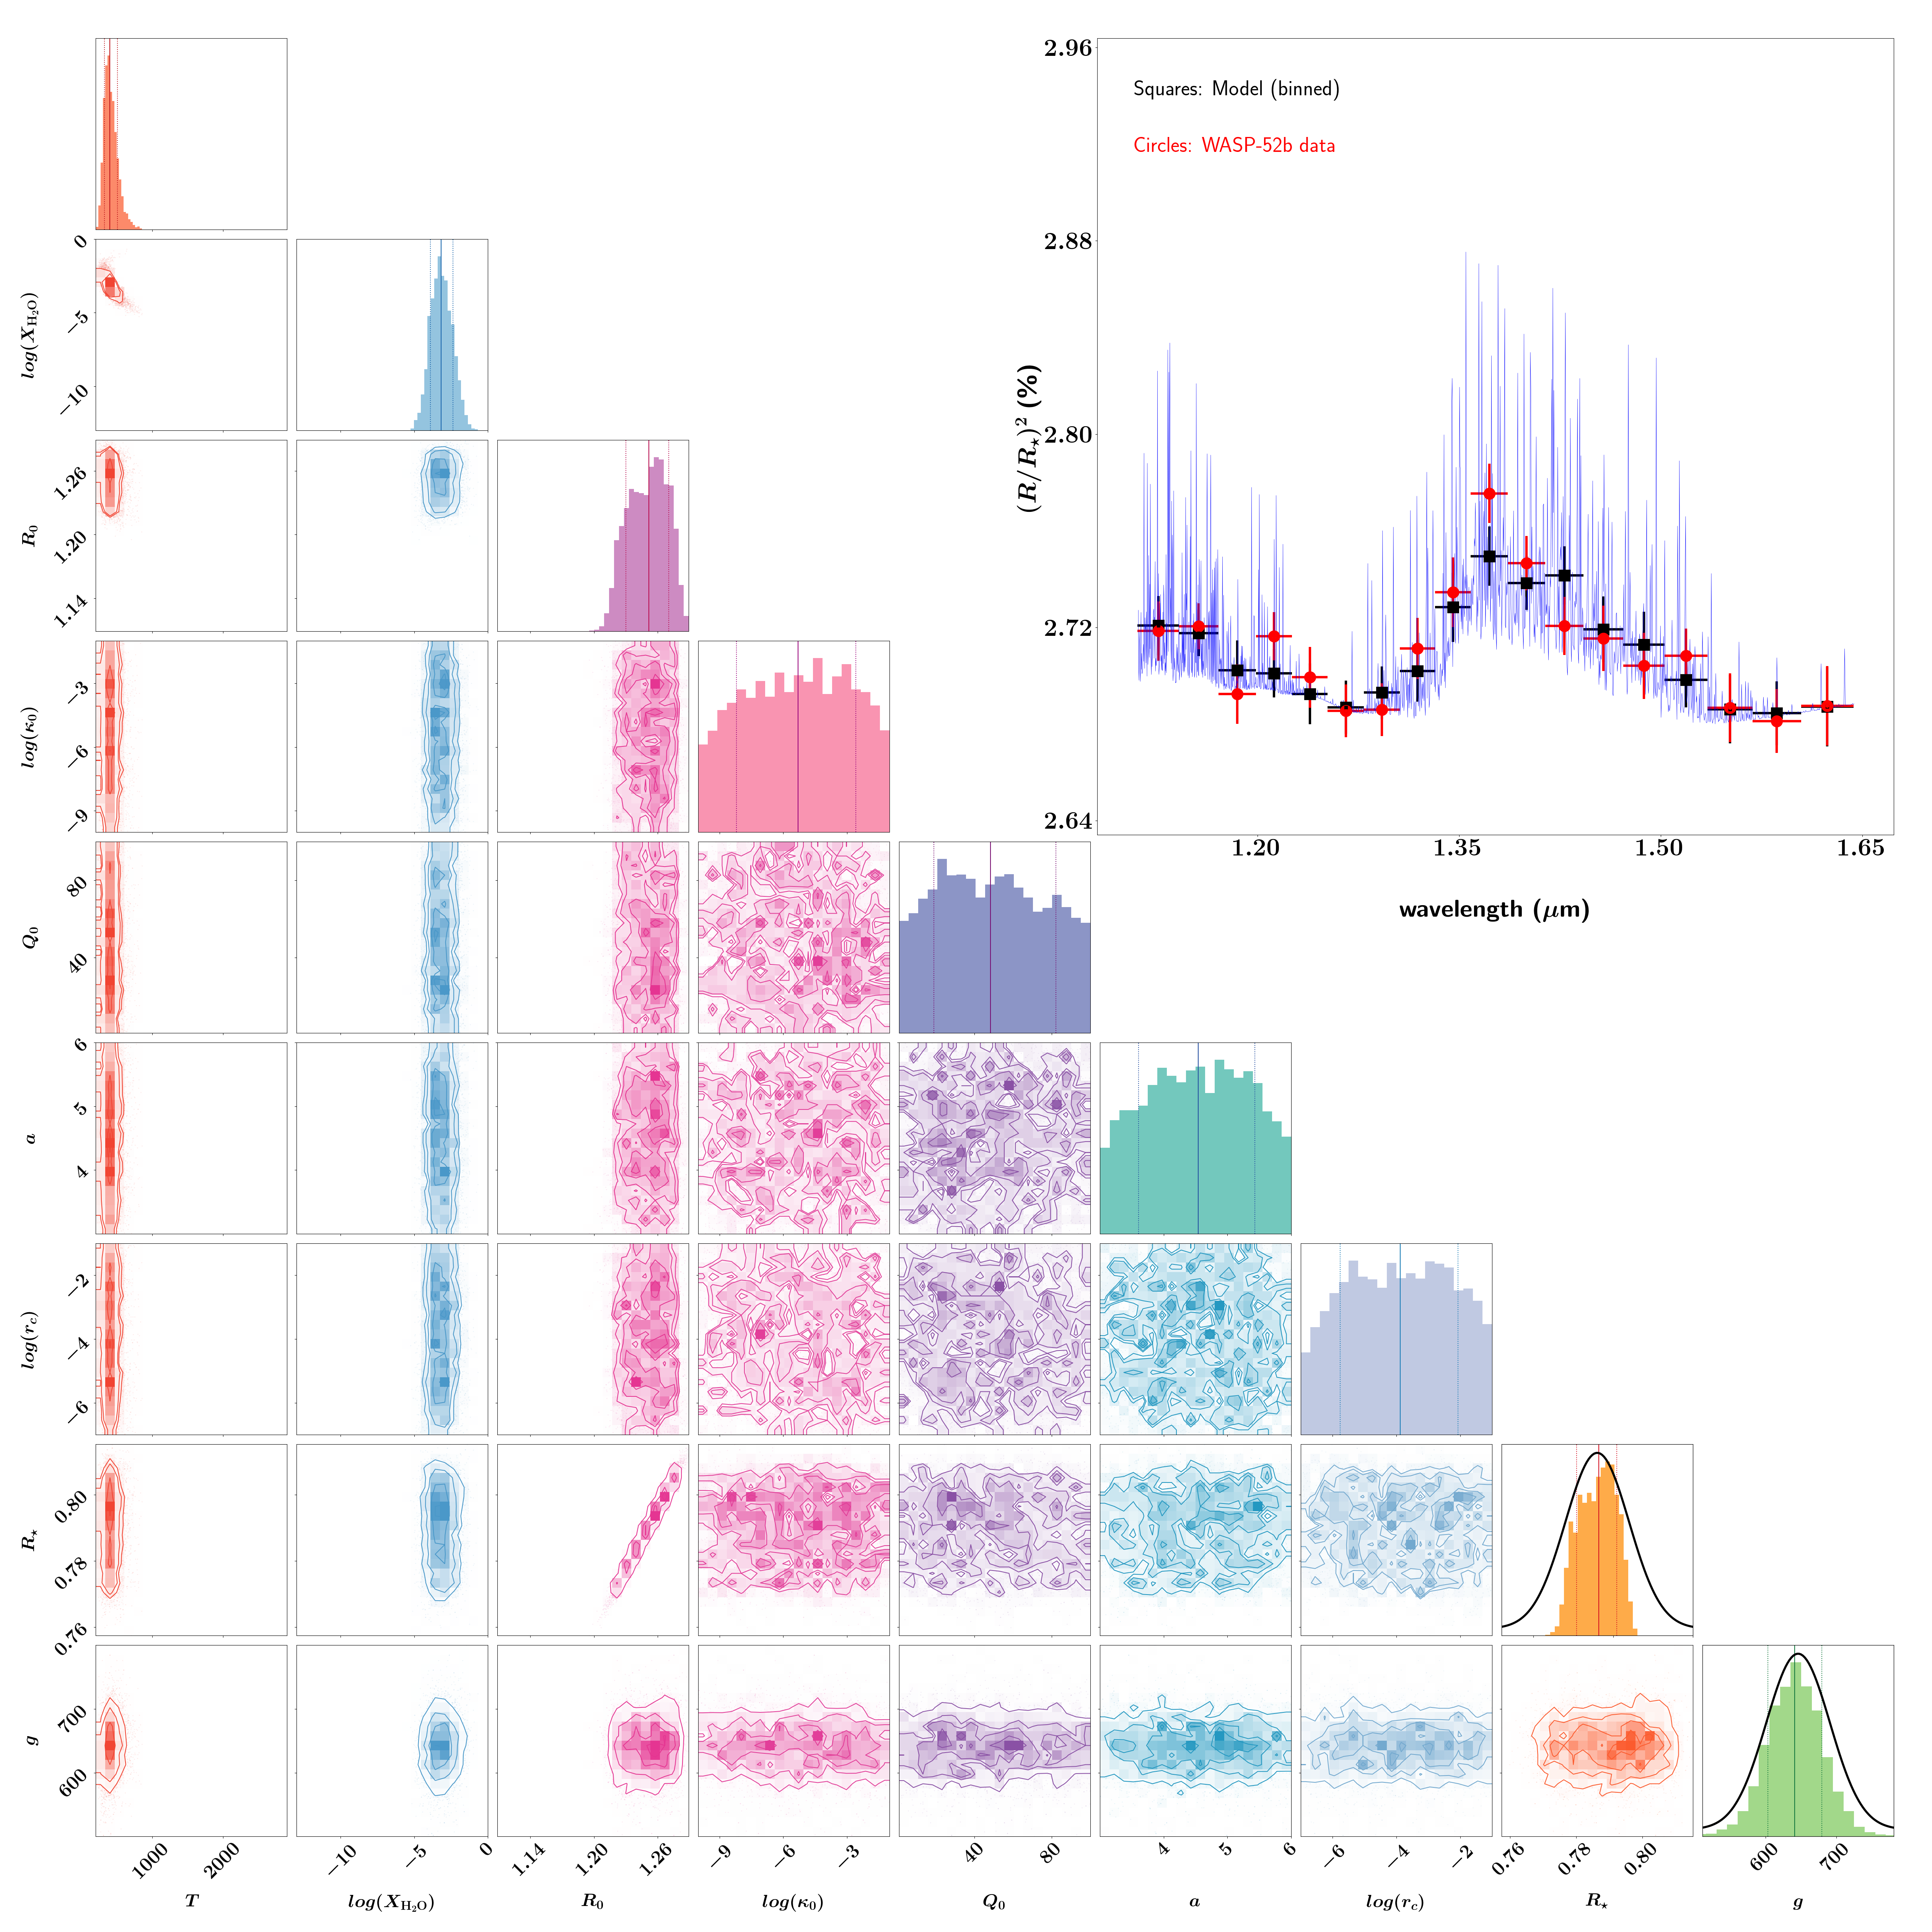 2.96
Squares: Model (binned)
Circles: WASP-52b data
2.88
2.80
2.72
2.64
(R/R⋆)² (%)
1.20 1.35 1.50 1.65
wavelength (μm)
0
−5
−10
log(X_H₂O)
1.26
1.20
1.14
R₀
−3
−6
−9
log(κ₀)
80
40
Q₀
6
5
4
a
−2
−4
−6
log(r_c)
0.80
0.78
0.76
R⋆
700
600
g
1000 2000 −10 −5 0 1.14 1.20 1.26 −9 −6 −3 40 80 4 5 6 −6 −4 −2 0.76 0.78 0.80 600 700
T log(X_H₂O) R₀ log(κ₀) Q₀ a log(r_c) R⋆ g